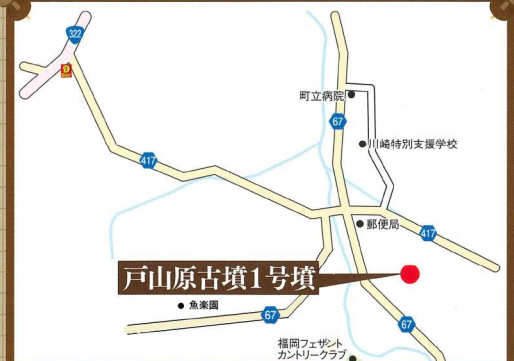 322
町立病院
67
川崎特別支援学校
417
郵便局
417
戸山原古墳1号墳
魚楽園
67
67
福岡フェザント
カントリークラブ